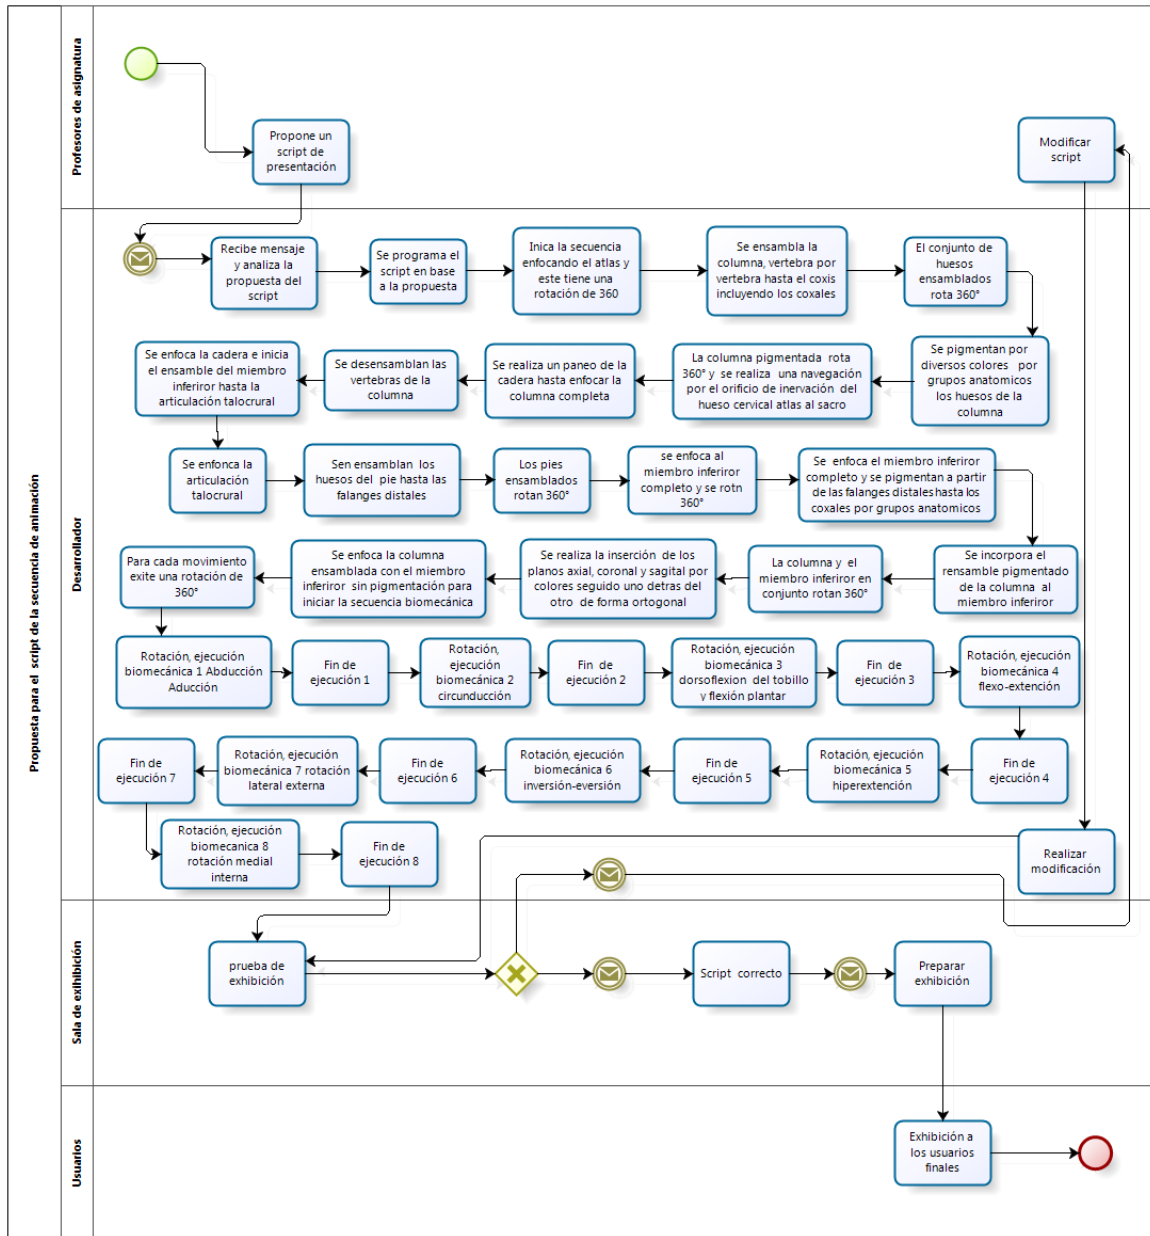 Propuesta para el script de la secuencia de animación
Profesores de asignatura
Propone un
script de
presentación
Modificar
script
Desarrollador
Recibe mensaje
y analiza la
propuesta del
script
Se programa el
script en base
a la propuesta
Inica la secuencia
enfocando el atlas y
este tiene una
rotación de 360
Se ensambla la
columna, vertebra por
vertebra hasta el coxis
incluyendo los coxales
El conjunto de
huesos
ensamblados
rota 360°
Se pigmentan por
diversos colores por
grupos anatomicos
los huesos de la
columna
La columna pigmentada rota
360° y se realiza una navegación
por el orificio de inervación del
hueso cervical atlas al sacro
Se realiza un paneo de la
cadera hasta enfocar la
columna completa
Se desensamblan las
vertebras de la
columna
Se enfoca la cadera e inicia
el ensamble del miembro
inferiror hasta la
articulación talocrural
Se enfonca la
articulación
talocrural
Sen ensamblan los
huesos del pie hasta las
falanges distales
Los pies
ensamblados
rotan 360°
se enfoca al
miembro inferiror
completo y se rotn
360°
Se enfoca el miembro inferiror
completo y se pigmentan a partir
de las falanges distales hasta los
coxales por grupos anatomicos
Se incorpora el
rensamble pigmentado
de la columna al
miembro inferiror
La columna y el
miembro inferiror en
conjunto rotan 360°
Se realiza la inserción de los
planos axial, coronal y sagital por
colores seguido uno detras del
otro de forma ortogonal
Se enfoca la columna
ensamblada con el miembro
inferiror sin pigmentación para
iniciar la secuencia biomecánica
Para cada movimiento
exite una rotación de
360°
Rotación, ejecución
biomecánica 1 Abducción
Aducción
Fin de
ejecución 1
Rotación,
ejecución
biomecánica 2
circunducción
Fin de
ejecución 2
Rotación, ejecución
biomecánica 3
dorsoflexion del tobillo
y flexión plantar
Fin de
ejecución 3
Rotación, ejecución
biomecánica 4
flexo-extención
Fin de
ejecución 4
Rotación, ejecución
biomecánica 5
hiperextención
Fin de
ejecución 5
Rotación, ejecución
biomecánica 6
inversión-eversión
Fin de
ejecución 6
Rotación, ejecución
biomecánica 7 rotación
lateral externa
Fin de
ejecución 7
Rotación, ejecución
biomecanica 8
rotación medial
interna
Fin de
ejecución 8
Realizar
modificación
Sala de exihibición
prueba de
exhibición
Script correcto
Preparar
exhibición
Usuarios
Exhibición a
los usuarios
finales